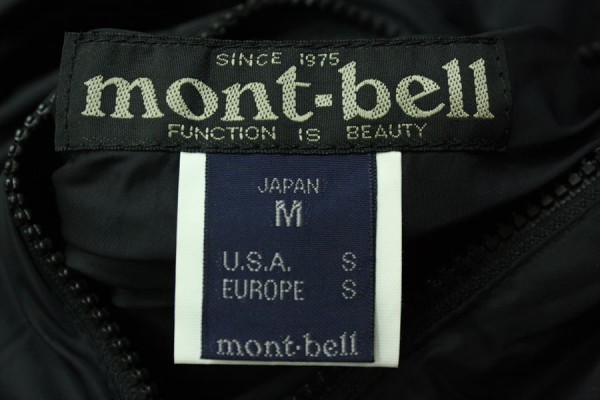 SINCE 1975
mont-bell
FUNCTION IS BEAUTY
JAPAN
M
U.S.A. S
EUROPE S
mont·bell